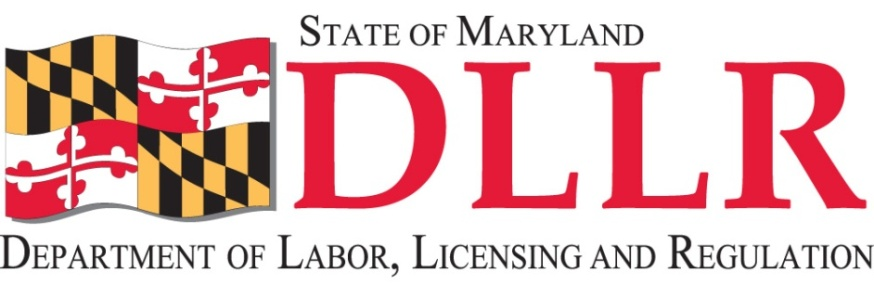 STATE OF MARYLAND
DLLR
DEPARTMENT OF LABOR, LICENSING AND REGULATION